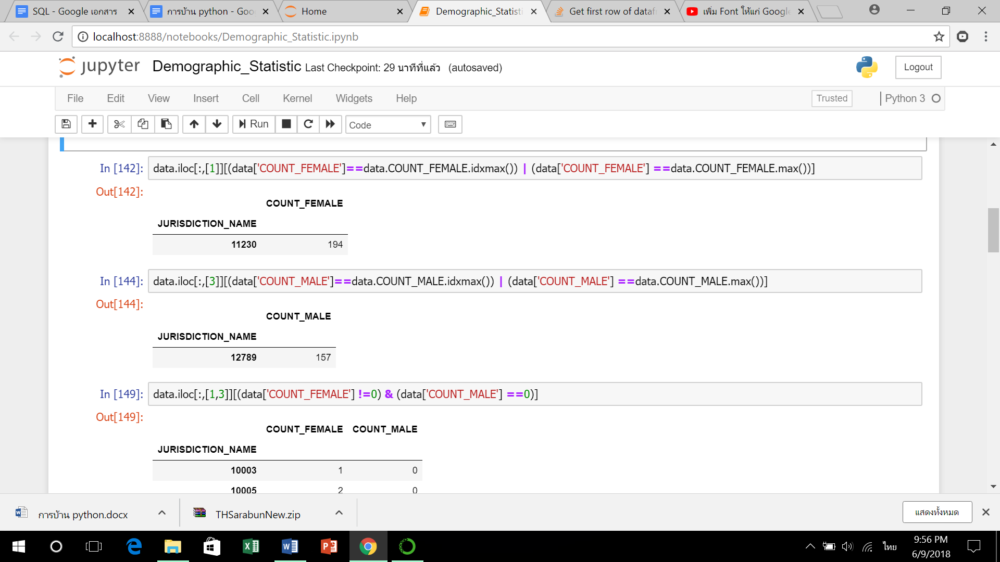 SQL - Google เอกสาร
การบ้าน python - Goo
Home
Demographic_Statisti
Get first row of dataf
เพิ่ม Font ให้แก่ Google
localhost:8888/notebooks/Demographic_Statistic.ipynb
jupyter Demographic_Statistic Last Checkpoint: 29 นาทีที่แล้ว (autosaved)
Logout
File Edit View Insert Cell Kernel Widgets Help
Trusted
Python 3
Run
Code
In [142]: data.iloc[:,[1]][(data['COUNT_FEMALE']==data.COUNT_FEMALE.idxmax()) | (data['COUNT_FEMALE'] ==data.COUNT_FEMALE.max())]
Out[142]:
COUNT_FEMALE
JURISDICTION_NAME
11230 194
In [144]: data.iloc[:,[3]][(data['COUNT_MALE']==data.COUNT_MALE.idxmax()) | (data['COUNT_MALE'] ==data.COUNT_MALE.max())]
Out[144]:
COUNT_MALE
JURISDICTION_NAME
12789 157
In [149]: data.iloc[:,[1,3]][(data['COUNT_FEMALE'] !=0) & (data['COUNT_MALE'] ==0)]
Out[149]:
COUNT_FEMALE COUNT_MALE
JURISDICTION_NAME
10003 1 0
10005 2 0
การบ้าน python.docx
THSarabunNew.zip
แสดงทั้งหมด
ไทย
9:56 PM
6/9/2018